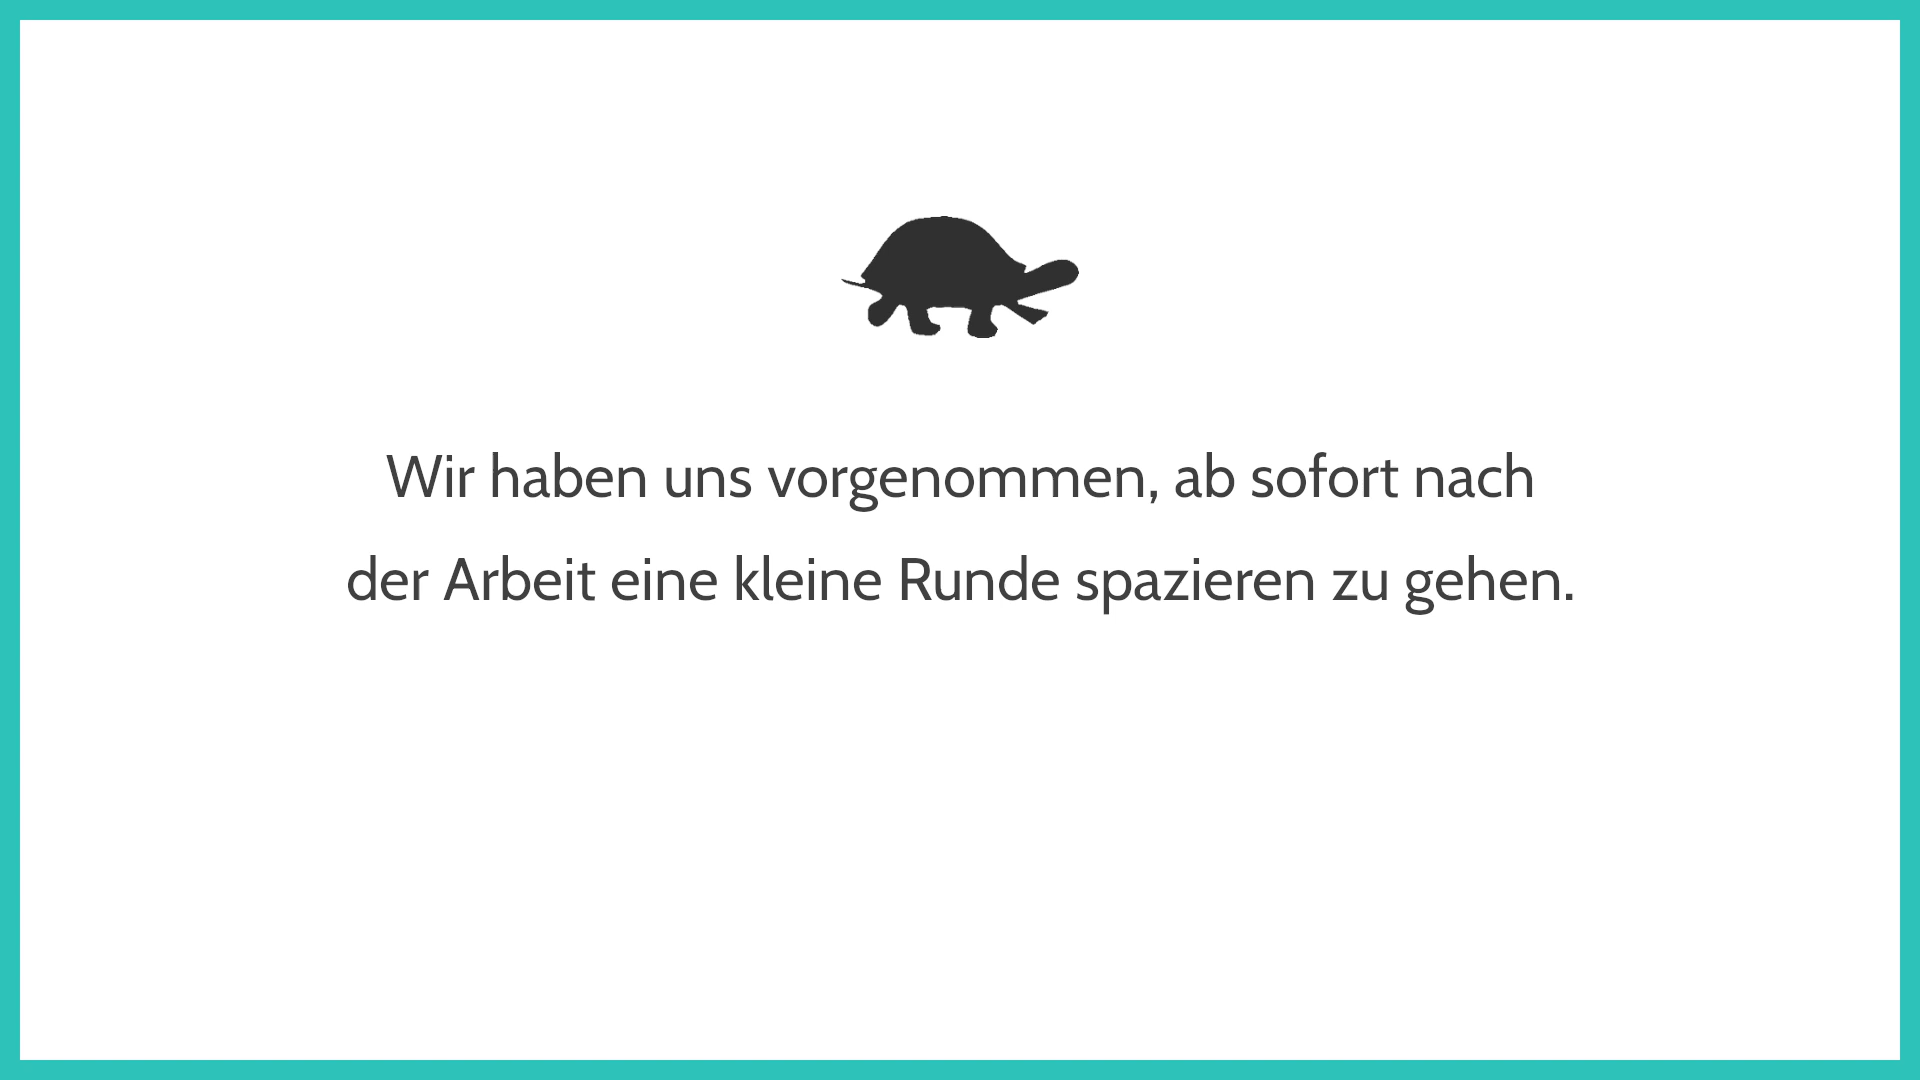 Wir haben uns vorgenommen, ab sofort nach
der Arbeit eine kleine Runde spazieren zu gehen.